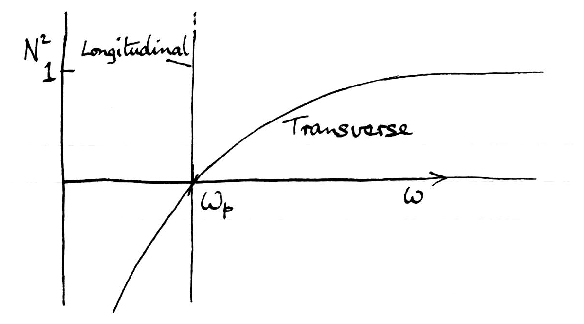 N²
Longitudinal
1
Transverse
ωₚ
ω